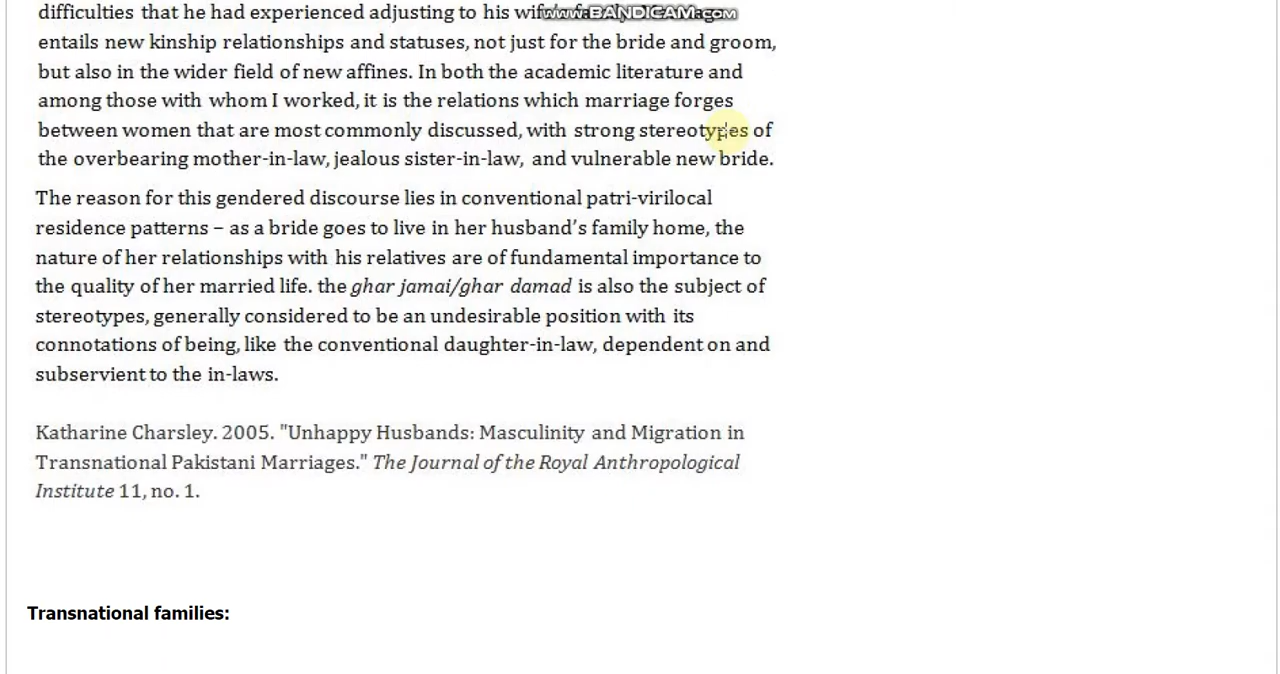 difficulties that he had experienced adjusting to his
www.BANDICAM.com
entails new kinship relationships and statuses, not just for the bride and groom,
but also in the wider field of new affines. In both the academic literature and
among those with whom I worked, it is the relations which marriage forges
between women that are most commonly discussed, with strong stereotypes of
the overbearing mother-in-law, jealous sister-in-law, and vulnerable new bride.
The reason for this gendered discourse lies in conventional patri-virilocal
residence patterns – as a bride goes to live in her husband's family home, the
nature of her relationships with his relatives are of fundamental importance to
the quality of her married life. the ghar jamai/ghar damad is also the subject of
stereotypes, generally considered to be an undesirable position with its
connotations of being, like the conventional daughter-in-law, dependent on and
subservient to the in-laws.
Katharine Charsley. 2005. "Unhappy Husbands: Masculinity and Migration in
Transnational Pakistani Marriages." The Journal of the Royal Anthropological
Institute 11, no. 1.
Transnational families: